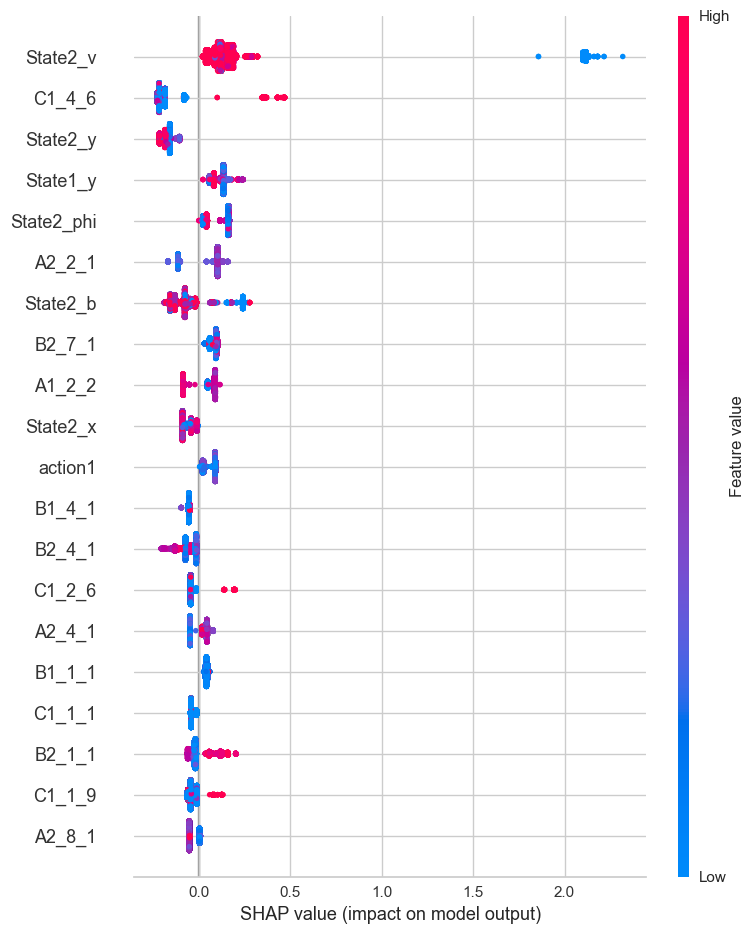 High
State2_v
C1_4_6
State2_y
State1_y
State2_phi
A2_2_1
State2_b
B2_7_1
A1_2_2
State2_x
action1
B1_4_1
B2_4_1
C1_2_6
A2_4_1
B1_1_1
C1_1_1
B2_1_1
C1_1_9
A2_8_1
Feature value
Low
0.0 0.5 1.0 1.5 2.0
SHAP value (impact on model output)